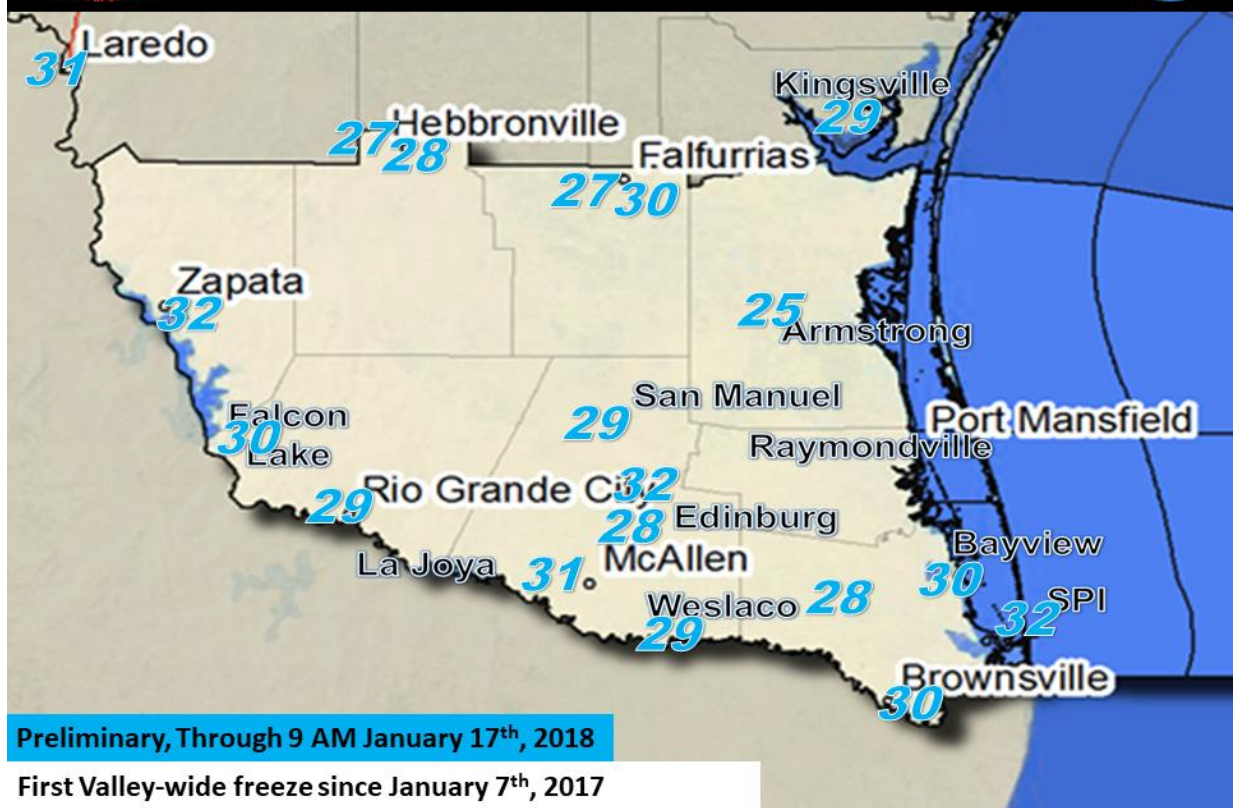 Laredo
31
Kingsville
29
Hebbronville
27
28
Falfurrias
27
30
Zapata
32
25
Armstrong
San Manuel
29
Falcon
30
Lake
Port Mansfield
Raymondville
Rio Grande City
32
29
28
Edinburg
Bayview
La Joya
31
McAllen
30
Weslaco
28
SPI
32
29
Brownsville
30
Preliminary, Through 9 AM January 17th, 2018
First Valley-wide freeze since January 7th, 2017